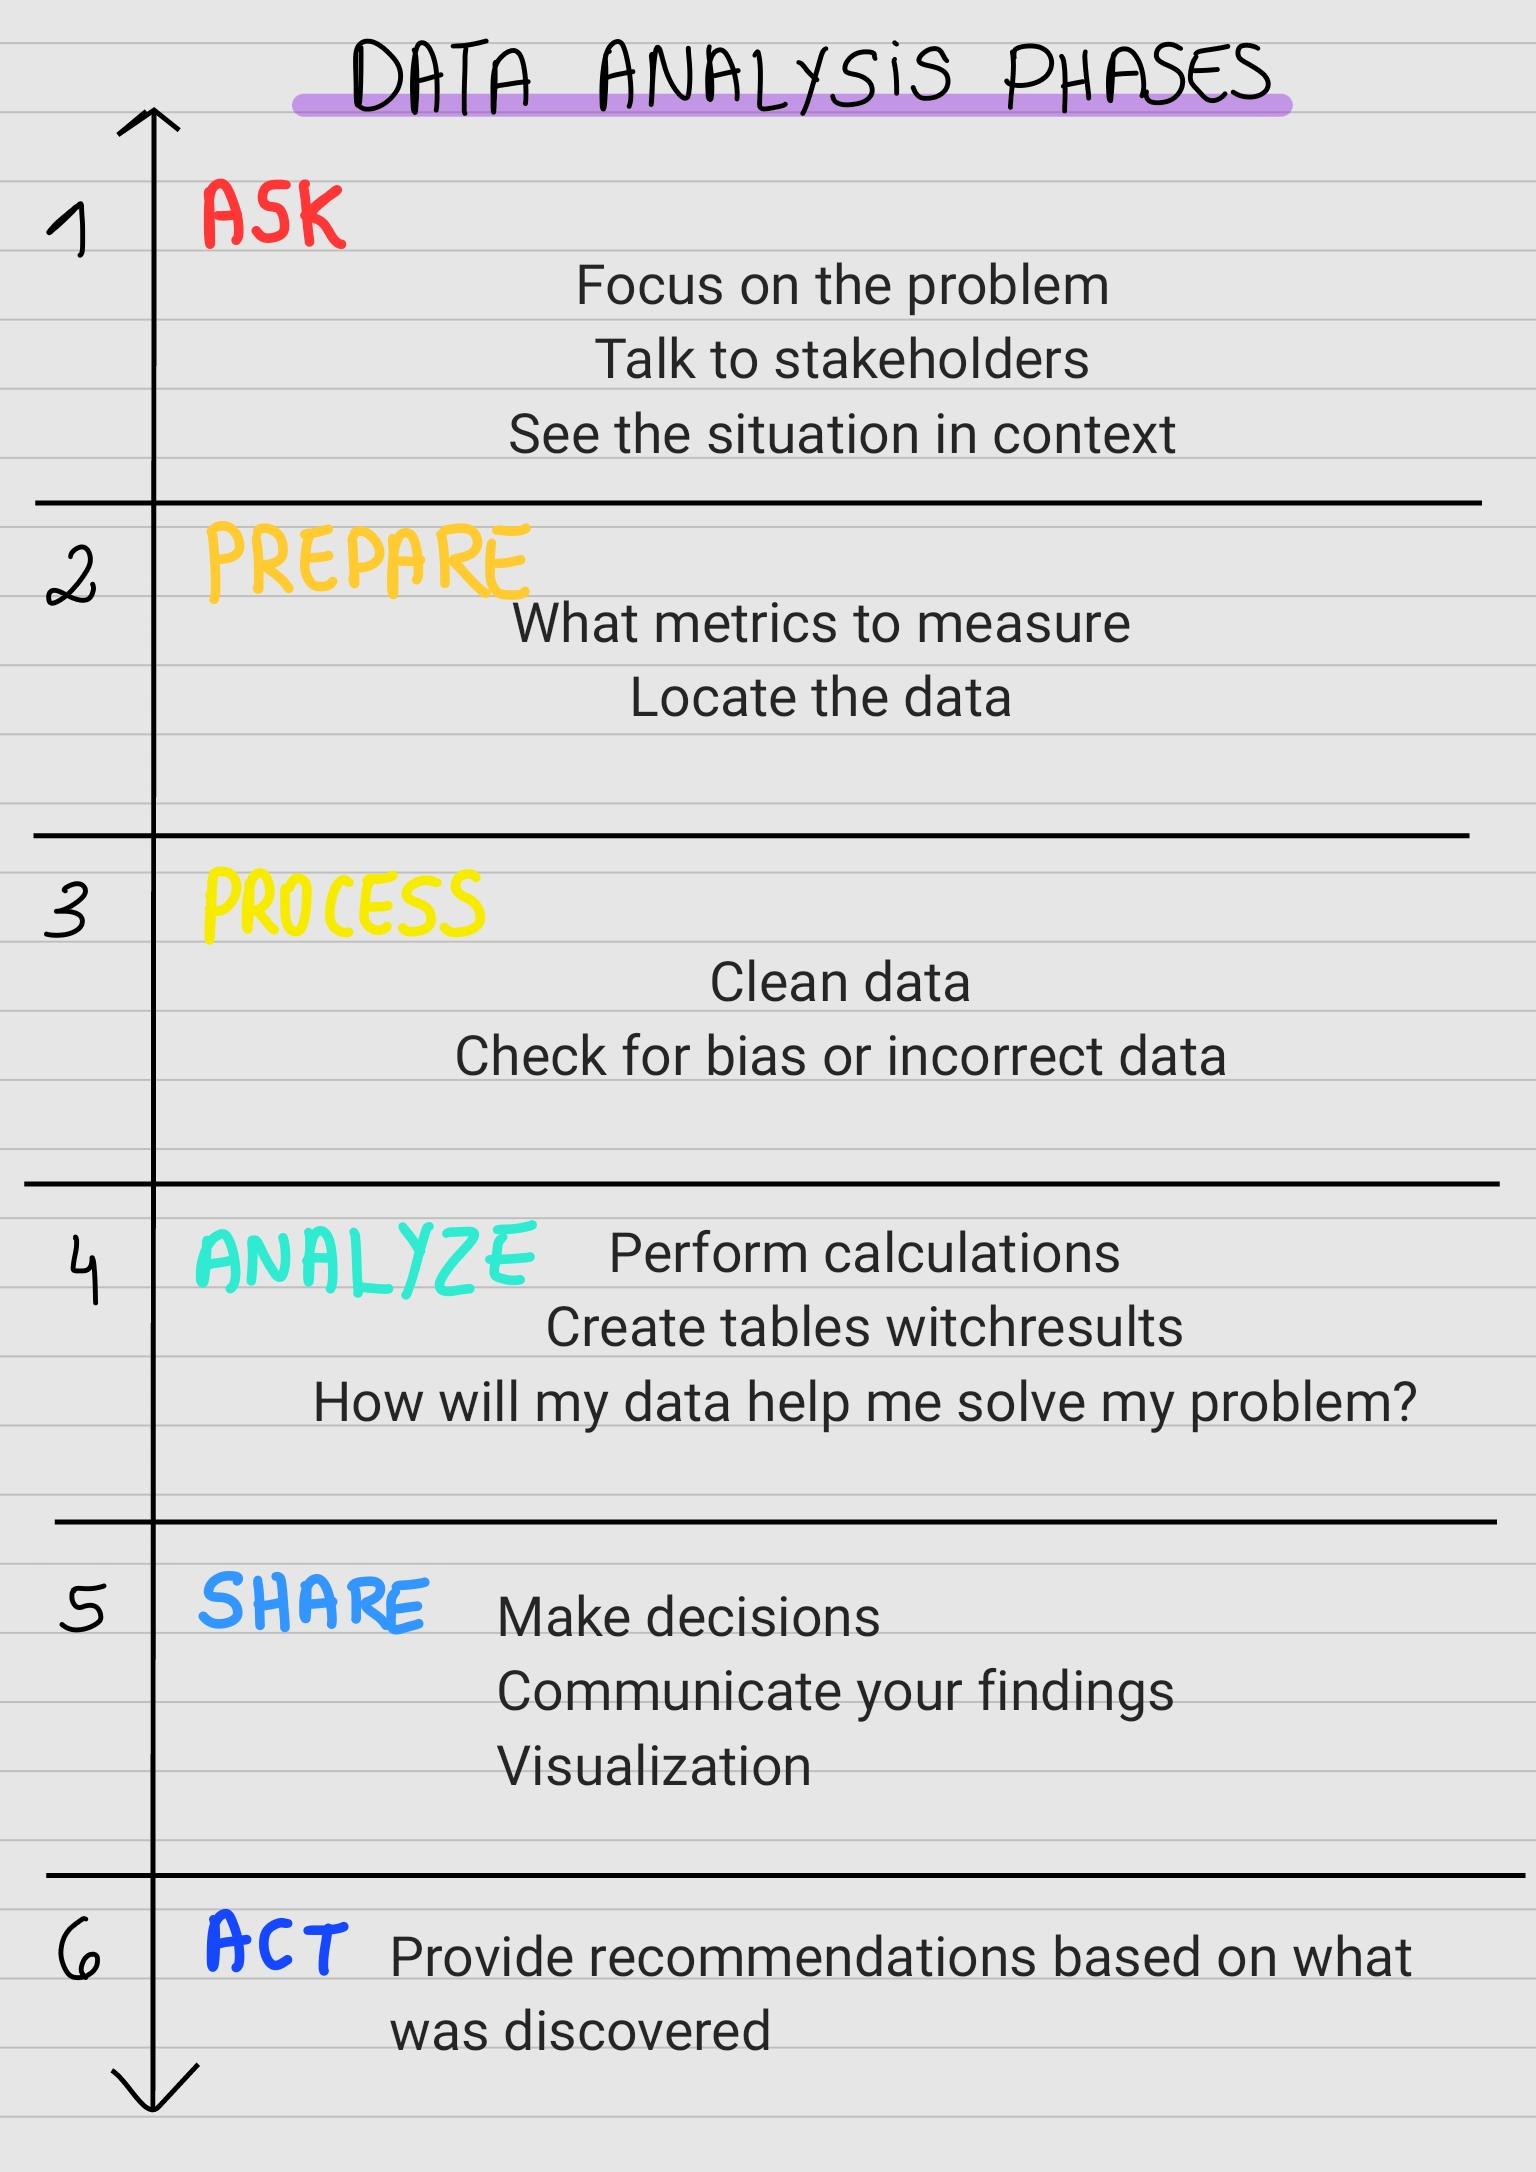 DATA ANALYSIS PHASES
1 ASK
Focus on the problem
Talk to stakeholders
See the situation in context
2 PREPARE
What metrics to measure
Locate the data
3 PROCESS
Clean data
Check for bias or incorrect data
4 ANALYZE Perform calculations
Create tables witchresults
How will my data help me solve my problem?
5 SHARE Make decisions
Communicate your findings
Visualization
6 ACT Provide recommendations based on what
was discovered